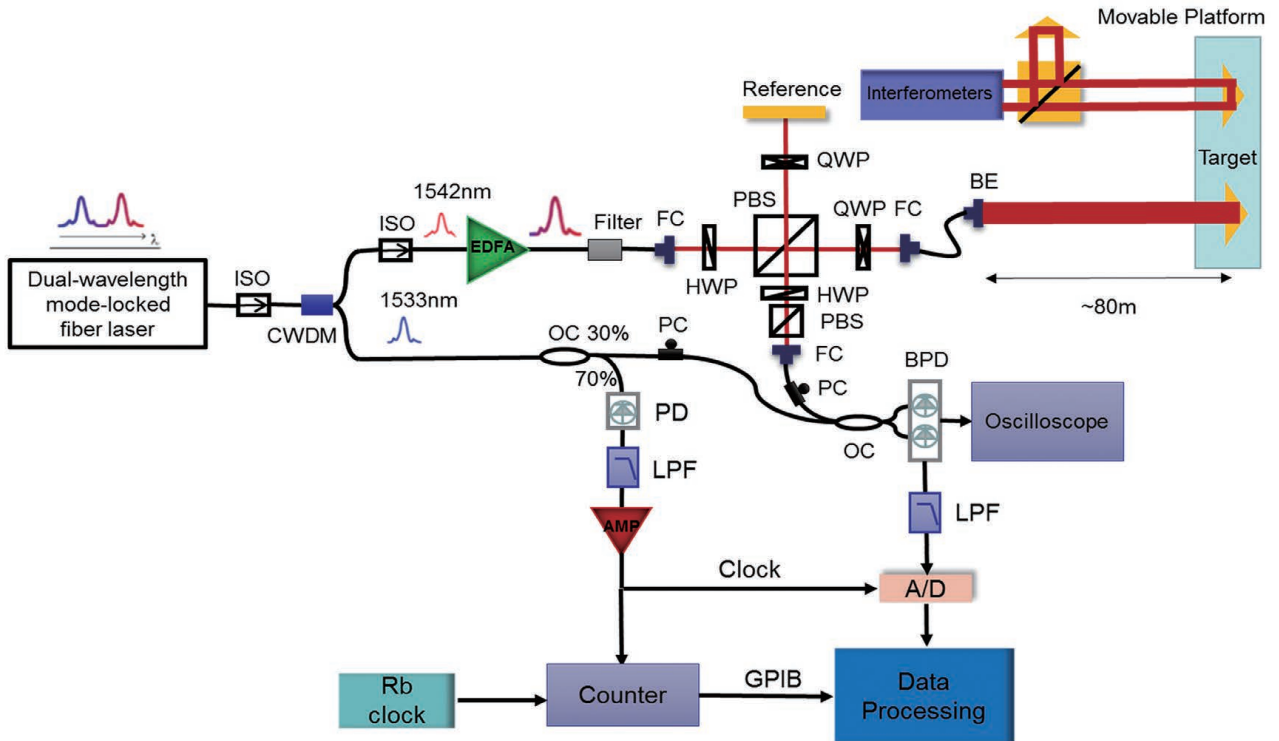 Movable Platform
Reference
Interferometers
QWP
Target
1542nm
BE
ISO
Filter
FC
PBS
QWP
FC
λ
EDFA
Dual-wavelength
mode-locked
fiber laser
ISO
HWP
HWP
~80m
1533nm
CWDM
PBS
OC 30%
PC
FC
BPD
70%
PC
PD
Oscilloscope
OC
LPF
LPF
AMP
Clock
A/D
Rb
clock
Counter
GPIB
Data
Processing